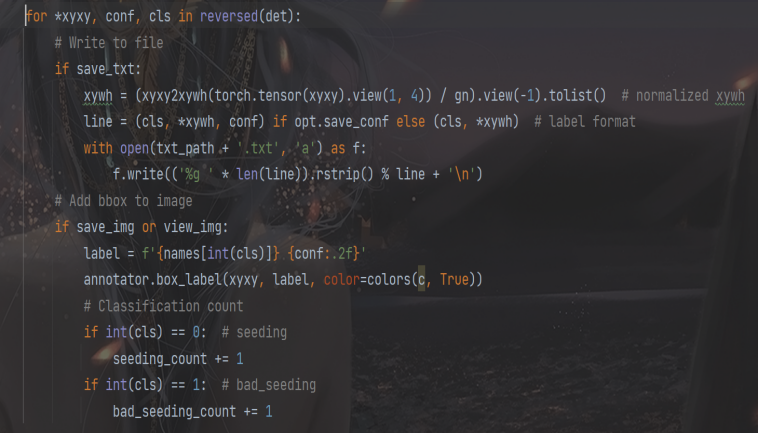 for *xyxy, conf, cls in reversed(det):
    # Write to file
    if save_txt:
        xywh = (xyxy2xywh(torch.tensor(xyxy).view(1, 4)) / gn).view(-1).tolist()  # normalized xywh
        line = (cls, *xywh, conf) if opt.save_conf else (cls, *xywh)  # label format
        with open(txt_path + '.txt', 'a') as f:
            f.write(('%g ' * len(line)).rstrip() % line + '\n')
    # Add bbox to image
    if save_img or view_img:
        label = f'{names[int(cls)]} {conf:.2f}'
        annotator.box_label(xyxy, label, color=colors(c, True))
        # Classification count
        if int(cls) == 0:  # seeding
            seeding_count += 1
        if int(cls) == 1:  # bad_seeding
            bad_seeding_count += 1